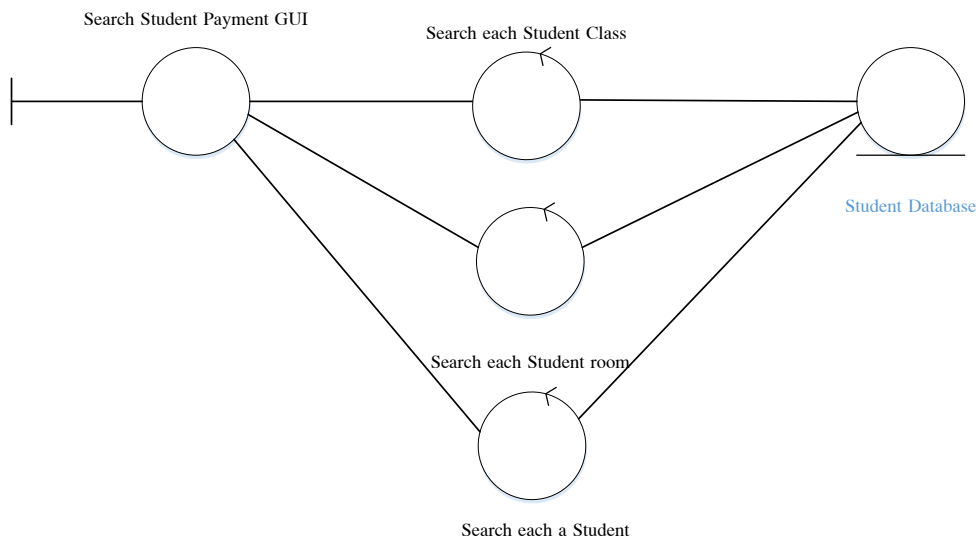 Search Student Payment GUI
Search each Student Class
Student Database
Search each Student room
Search each a Student